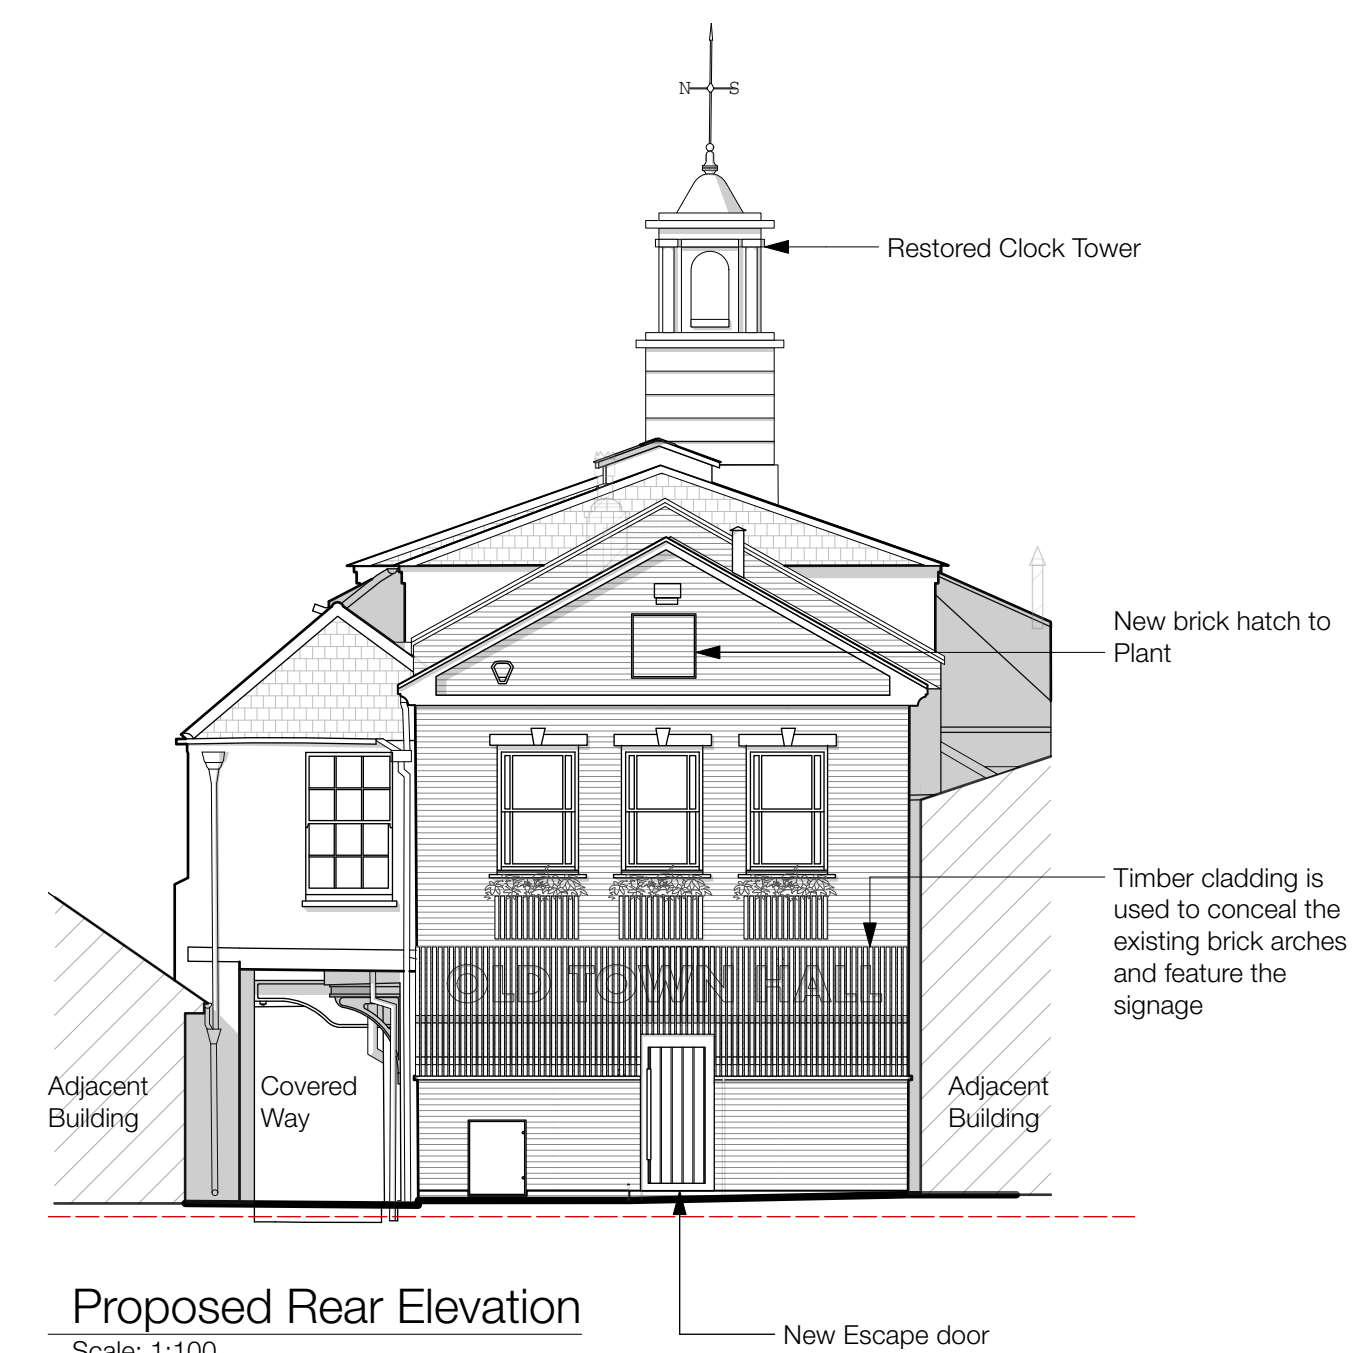 N S
Restored Clock Tower
New brick hatch to
Plant
Timber cladding is
used to conceal the
existing brick arches
and feature the
signage
OLD TOWN HALL
Adjacent
Building
Covered
Way
Adjacent
Building
Proposed Rear Elevation
Scale: 1:100
New Escape door